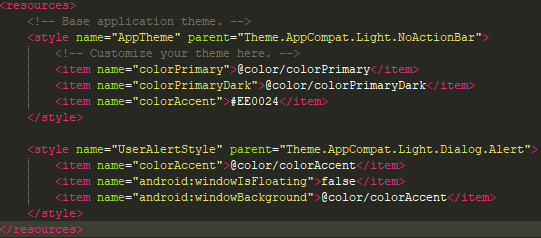 <resources>
<!-- Base application theme. -->
<style name="AppTheme" parent="Theme.AppCompat.Light.NoActionBar">
<!-- Customize your theme here. -->
<item name="colorPrimary">@color/colorPrimary</item>
<item name="colorPrimaryDark">@color/colorPrimaryDark</item>
<item name="colorAccent">#EE0024</item>
</style>
<style name="UserAlertStyle" parent="Theme.AppCompat.Light.Dialog.Alert">
<item name="colorAccent">@color/colorAccent</item>
<item name="android:windowIsFloating">false</item>
<item name="android:windowBackground">@color/colorAccent</item>
</style>
</resources>